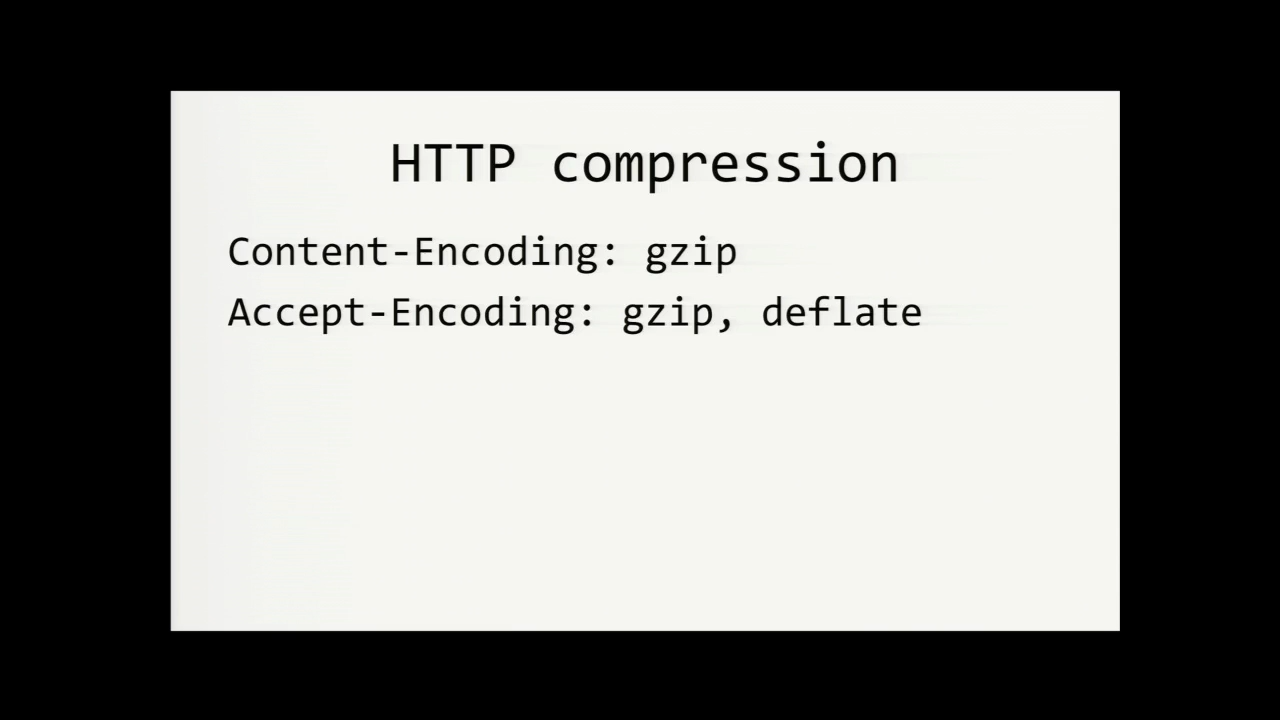 HTTP compression
Content-Encoding: gzip
Accept-Encoding: gzip, deflate